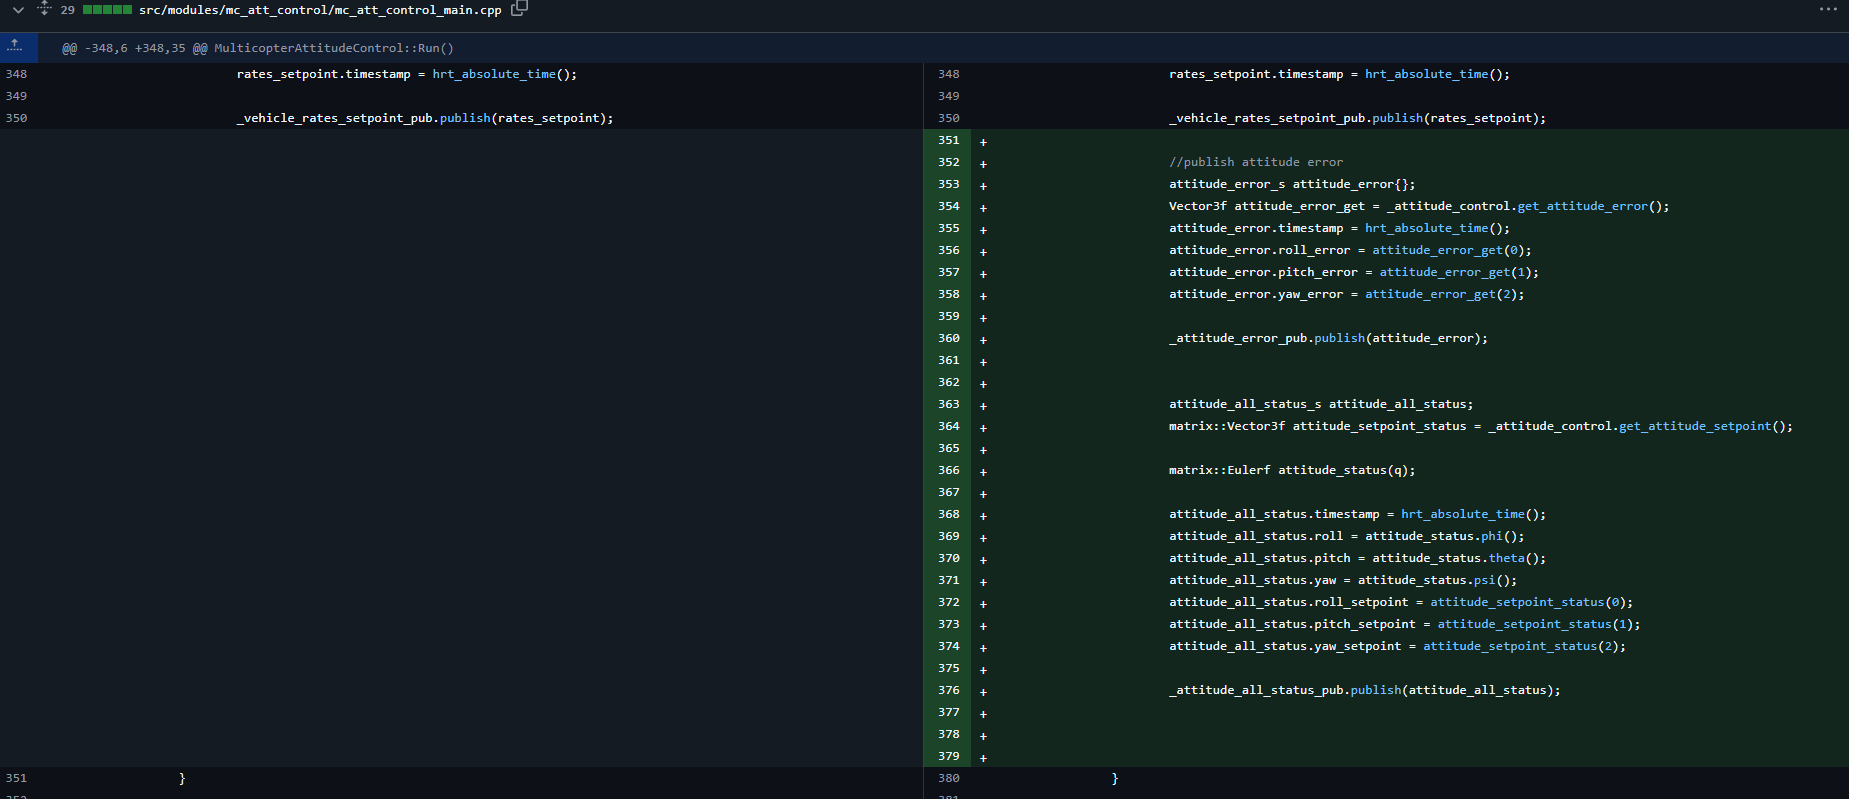 29 src/modules/mc_att_control/mc_att_control_main.cpp
@@ -348,6 +348,35 @@ MulticopterAttitudeControl::Run()
348 rates_setpoint.timestamp = hrt_absolute_time();
349
350 _vehicle_rates_setpoint_pub.publish(rates_setpoint);
351 }
348 rates_setpoint.timestamp = hrt_absolute_time();
349
350 _vehicle_rates_setpoint_pub.publish(rates_setpoint);
351 +
352 + //publish attitude error
353 + attitude_error_s attitude_error{};
354 + Vector3f attitude_error_get = _attitude_control.get_attitude_error();
355 + attitude_error.timestamp = hrt_absolute_time();
356 + attitude_error.roll_error = attitude_error_get(0);
357 + attitude_error.pitch_error = attitude_error_get(1);
358 + attitude_error.yaw_error = attitude_error_get(2);
359 +
360 + _attitude_error_pub.publish(attitude_error);
361 +
362 +
363 + attitude_all_status_s attitude_all_status;
364 + matrix::Vector3f attitude_setpoint_status = _attitude_control.get_attitude_setpoint();
365 +
366 + matrix::Eulerf attitude_status(q);
367 +
368 + attitude_all_status.timestamp = hrt_absolute_time();
369 + attitude_all_status.roll = attitude_status.phi();
370 + attitude_all_status.pitch = attitude_status.theta();
371 + attitude_all_status.yaw = attitude_status.psi();
372 + attitude_all_status.roll_setpoint = attitude_setpoint_status(0);
373 + attitude_all_status.pitch_setpoint = attitude_setpoint_status(1);
374 + attitude_all_status.yaw_setpoint = attitude_setpoint_status(2);
375 +
376 + _attitude_all_status_pub.publish(attitude_all_status);
377 +
378 +
379 +
380 }